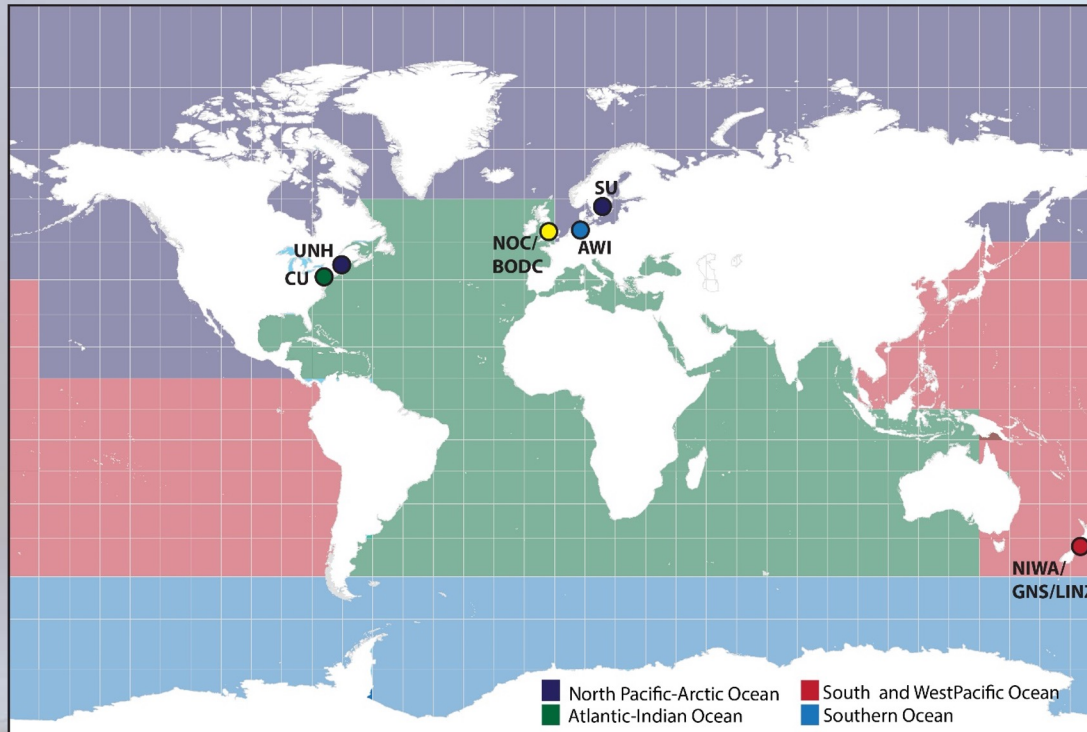 SU
UNH
CU
NOC/
BODC
AWI
NIWA/
GNS/LINZ
North Pacific-Arctic Ocean
Atlantic-Indian Ocean
South and WestPacific Ocean
Southern Ocean